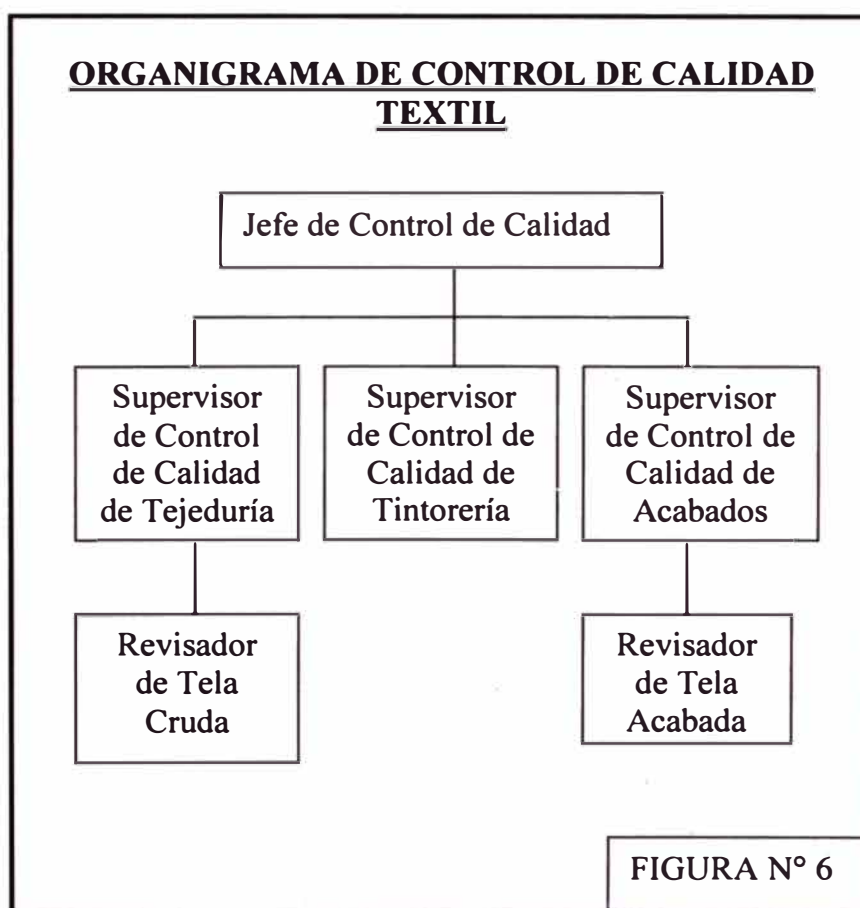 ORGANIGRAMA DE CONTROL DE CALIDAD
TEXTIL
Jefe de Control de Calidad
Supervisor
de Control
de Calidad
de Tejeduría
Supervisor
de Control de
Calidad de
Tintorería
Supervisor
de Control de
Calidad de
Acabados
Revisador
de Tela
Cruda
Revisador
de Tela
Acabada
FIGURA Nº 6